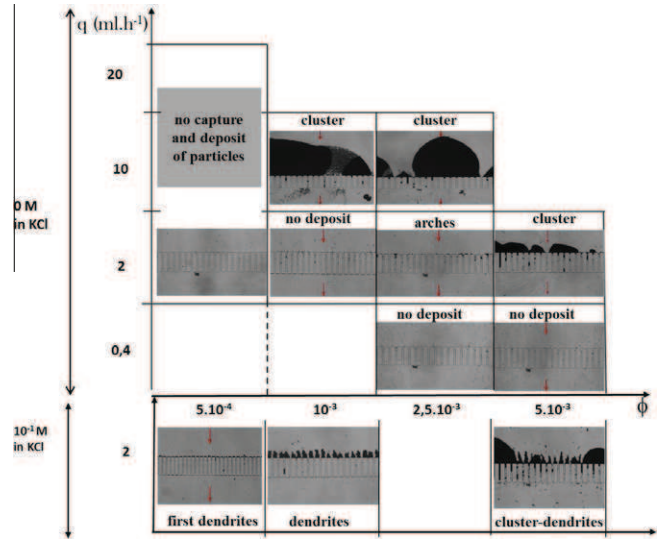 q (ml.h⁻¹)
20
no capture
and deposit
of particles
cluster
cluster
10
0 M
in KCl
no deposit
arches
cluster
2
no deposit
no deposit
0,4
5.10⁻⁴
10⁻³
2,5.10⁻³
5.10⁻³
ϕ
10⁻¹ M
in KCl
2
first dendrites
dendrites
cluster-dendrites